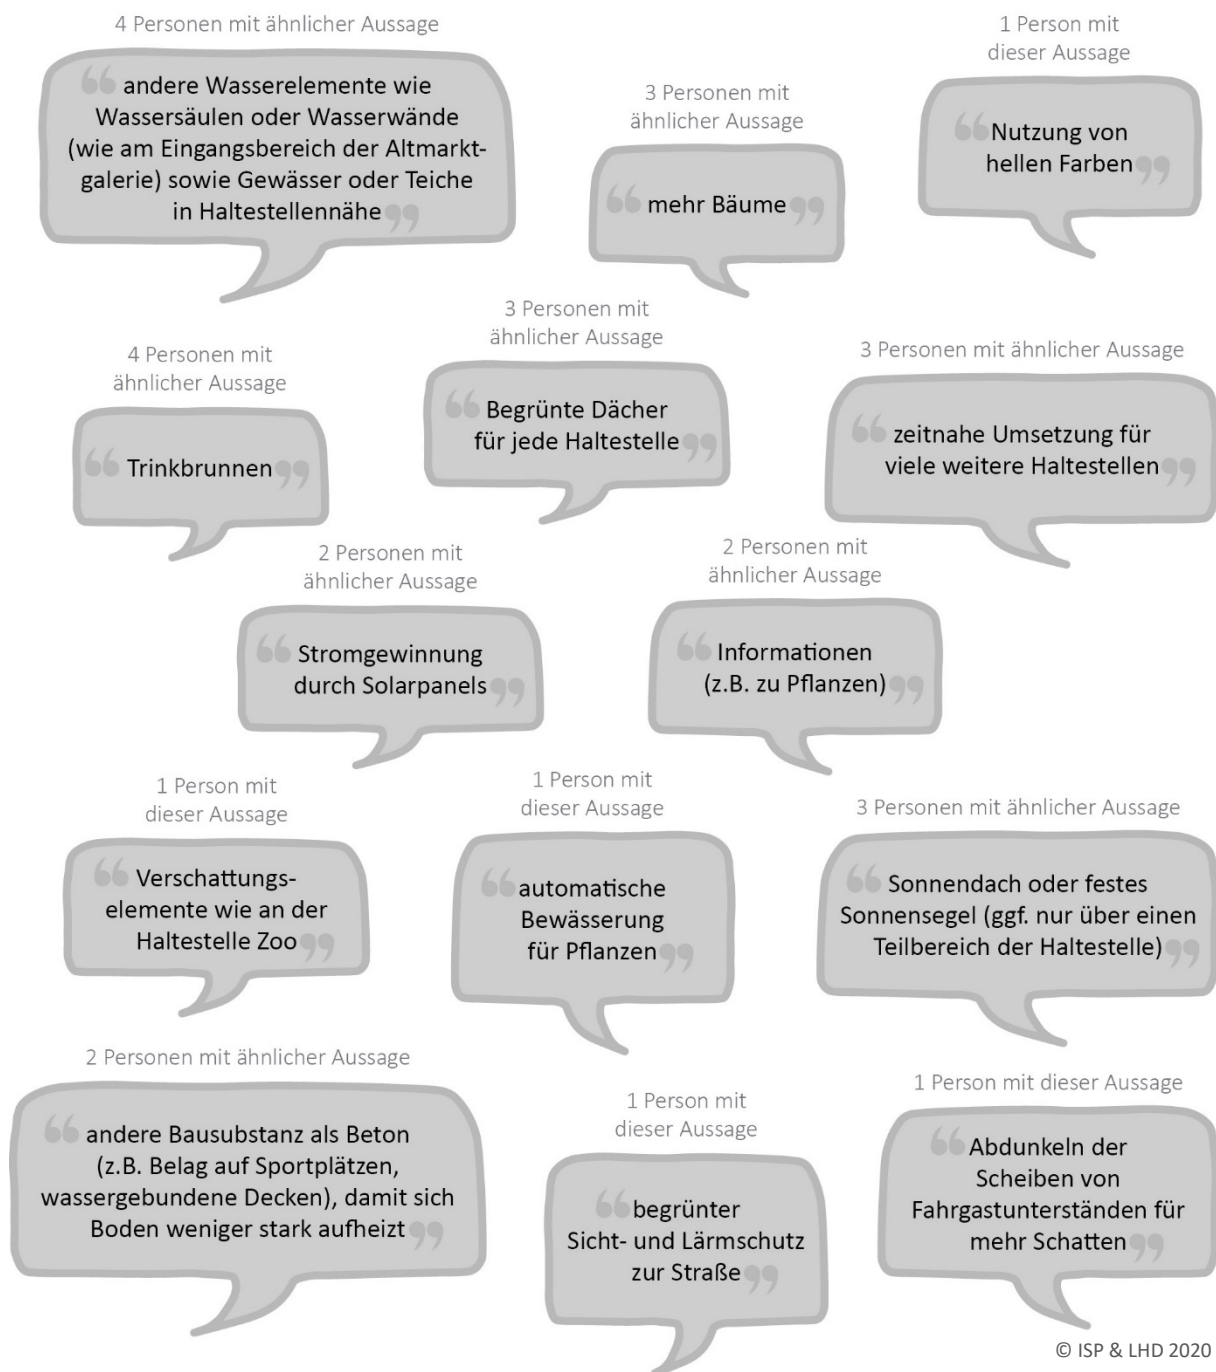 4 Personen mit ähnlicher Aussage
“ andere Wasserelemente wie
Wassersäulen oder Wasserwände
(wie am Eingangsbereich der Altmarkt-
galerie) sowie Gewässer oder Teiche
in Haltestellennähe ”
3 Personen mit
ähnlicher Aussage
“ mehr Bäume ”
1 Person mit
dieser Aussage
“ Nutzung von
hellen Farben ”
4 Personen mit
ähnlicher Aussage
“ Trinkbrunnen ”
3 Personen mit
ähnlicher Aussage
“ Begrünte Dächer
für jede Haltestelle ”
3 Personen mit ähnlicher Aussage
“ zeitnahe Umsetzung für
viele weitere Haltestellen ”
2 Personen mit
ähnlicher Aussage
“ Stromgewinnung
durch Solarpanels ”
2 Personen mit
ähnlicher Aussage
“ Informationen
(z.B. zu Pflanzen) ”
1 Person mit
dieser Aussage
“ Verschattungs-
elemente wie an der
Haltestelle Zoo ”
1 Person mit
dieser Aussage
“ automatische
Bewässerung
für Pflanzen ”
3 Personen mit ähnlicher Aussage
“ Sonnendach oder festes
Sonnensegel (ggf. nur über einen
Teilbereich der Haltestelle) ”
2 Personen mit ähnlicher Aussage
“ andere Bausubstanz als Beton
(z.B. Belag auf Sportplätzen,
wassergebundene Decken), damit sich
Boden weniger stark aufheizt ”
1 Person mit
dieser Aussage
“ begrünter
Sicht- und Lärmschutz
zur Straße ”
1 Person mit dieser Aussage
“ Abdunkeln der
Scheiben von
Fahrgastunterständen für
mehr Schatten ”
© ISP & LHD 2020